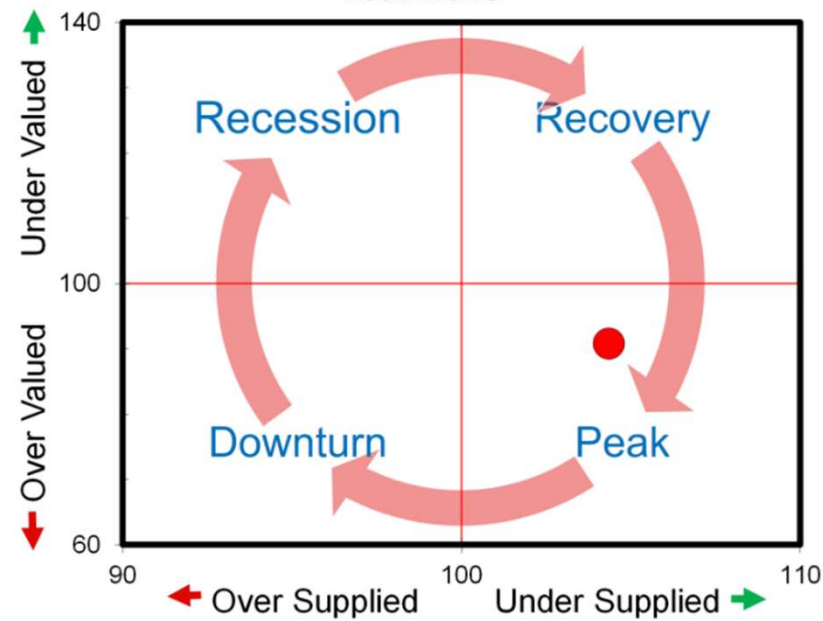 140
Under Valued
Recession
Recovery
100
Over Valued
Downturn
Peak
60
90
100
110
Over Supplied
Under Supplied